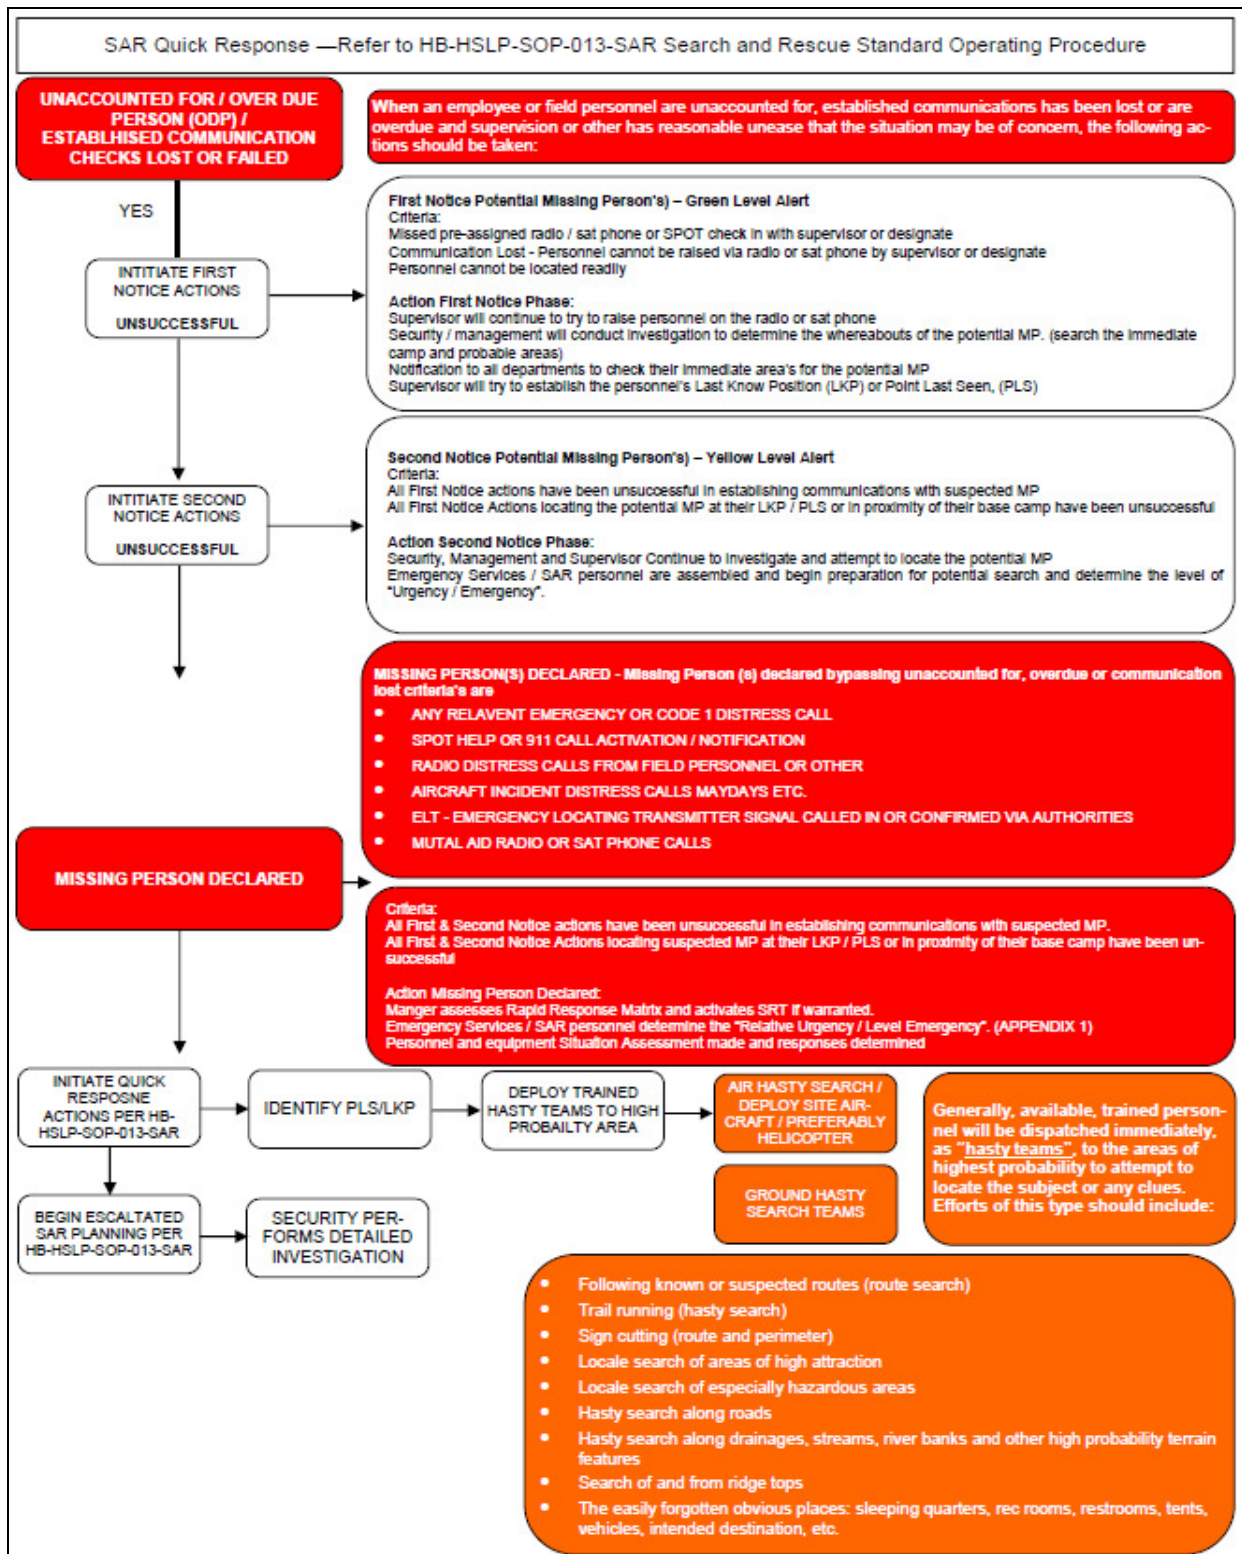 SAR Quick Response —Refer to HB-HSLP-SOP-013-SAR Search and Rescue Standard Operating Procedure
UNACCOUNTED FOR / OVER DUE
PERSON (ODP) /
ESTABLHISED COMMUNICATION
CHECKS LOST OR FAILED
When an employee or field personnel are unaccounted for, established communications has been lost or are
overdue and supervision or other has reasonable unease that the situation may be of concern, the following ac-
tions should be taken:
YES
INTITIATE FIRST
NOTICE ACTIONS
UNSUCCESSFUL
First Notice Potential Missing Person's) – Green Level Alert
Criteria:
Missed pre-assigned radio / sat phone or SPOT check in with supervisor or designate
Communication Lost - Personnel cannot be raised via radio or sat phone by supervisor or designate
Personnel cannot be located readily
Action First Notice Phase:
Supervisor will continue to try to raise personnel on the radio or sat phone
Security / management will conduct investigation to determine the whereabouts of the potential MP. (search the immediate
camp and probable areas)
Notification to all departments to check their immediate area's for the potential MP
Supervisor will try to establish the personnel's Last Know Position (LKP) or Point Last Seen, (PLS)
INTITIATE SECOND
NOTICE ACTIONS
UNSUCCESSFUL
Second Notice Potential Missing Person's) – Yellow Level Alert
Criteria:
All First Notice actions have been unsuccessful in establishing communications with suspected MP
All First Notice Actions locating the potential MP at their LKP / PLS or in proximity of their base camp have been unsuccessful
Action Second Notice Phase:
Security, Management and Supervisor Continue to investigate and attempt to locate the potential MP
Emergency Services / SAR personnel are assembled and begin preparation for potential search and determine the level of
"Urgency / Emergency".
MISSING PERSON(S) DECLARED - Missing Person (s) declared bypassing unaccounted for, overdue or communication
lost criteria's are
• ANY RELAVENT EMERGENCY OR CODE 1 DISTRESS CALL
• SPOT HELP OR 911 CALL ACTIVATION / NOTIFICATION
• RADIO DISTRESS CALLS FROM FIELD PERSONNEL OR OTHER
• AIRCRAFT INCIDENT DISTRESS CALLS MAYDAYS ETC.
• ELT - EMERGENCY LOCATING TRANSMITTER SIGNAL CALLED IN OR CONFIRMED VIA AUTHORITIES
• MUTAL AID RADIO OR SAT PHONE CALLS
MISSING PERSON DECLARED
Criteria:
All First & Second Notice actions have been unsuccessful in establishing communications with suspected MP.
All First & Second Notice Actions locating suspected MP at their LKP / PLS or in proximity of their base camp have been un-
successful
Action Missing Person Declared:
Manger assesses Rapid Response Matrix and activates SRT if warranted.
Emergency Services / SAR personnel determine the "Relative Urgency / Level Emergency". (APPENDIX 1)
Personnel and equipment Situation Assessment made and responses determined
INITIATE QUICK
RESPOSNE
ACTIONS PER HB-
HSLP-SOP-013-SAR
IDENTIFY PLS/LKP
DEPLOY TRAINED
HASTY TEAMS TO HIGH
PROBAILTY AREA
AIR HASTY SEARCH /
DEPLOY SITE AIR-
CRAFT / PREFERABLY
HELICOPTER
GROUND HASTY
SEARCH TEAMS
Generally, available, trained person-
nel will be dispatched immediately,
as "hasty teams", to the areas of
highest probability to attempt to
locate the subject or any clues.
Efforts of this type should include:
BEGIN ESCALTATED
SAR PLANNING PER
HB-HSLP-SOP-013-SAR
SECURITY PER-
FORMS DETAILED
INVESTIGATION
• Following known or suspected routes (route search)
• Trail running (hasty search)
• Sign cutting (route and perimeter)
• Locale search of areas of high attraction
• Locale search of especially hazardous areas
• Hasty search along roads
• Hasty search along drainages, streams, river banks and other high probability terrain
features
• Search of and from ridge tops
• The easily forgotten obvious places: sleeping quarters, rec rooms, restrooms, tents,
vehicles, intended destination, etc.